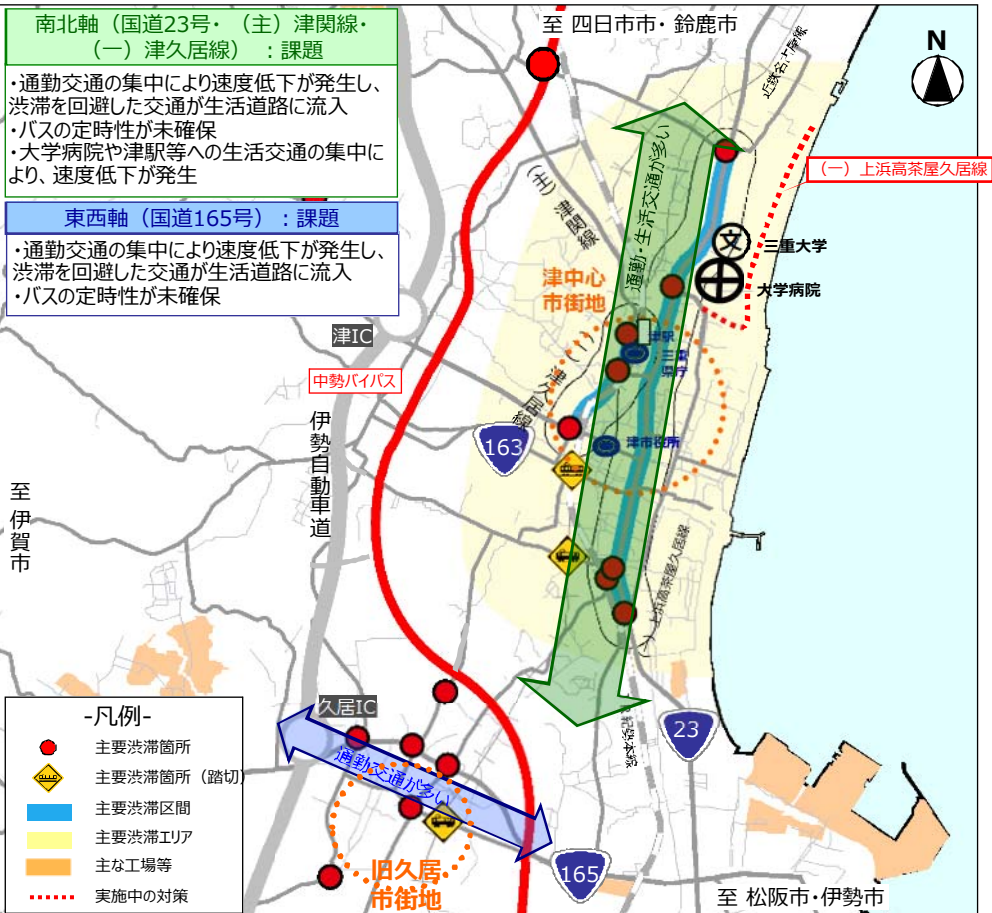 南北軸（国道23号・（主）津関線・
（一）津久居線）：課題
・通勤交通の集中により速度低下が発生し、
渋滞を回避した交通が生活道路に流入
・バスの定時性が未確保
・大学病院や津駅等への生活交通の集中に
より、速度低下が発生
東西軸（国道165号）：課題
・通勤交通の集中により速度低下が発生し、
渋滞を回避した交通が生活道路に流入
・バスの定時性が未確保
至 四日市市・鈴鹿市
近鉄名古屋線
N
（一）上浜高茶屋久居線
（主）津関線
通勤・生活交通が多い
文
三重大学
大学病院
津中心
市街地
津駅
三重
県庁
津IC
中勢バイパス
（一）津久居線
伊勢自動車道
163
津市役所
至 伊賀市
（一）上浜高茶屋久居線
久居IC
通勤交通が多い
旧久居
市街地
23
165
至 松阪市・伊勢市
-凡例-
主要渋滞箇所
主要渋滞箇所（踏切）
主要渋滞区間
主要渋滞エリア
主な工場等
実施中の対策